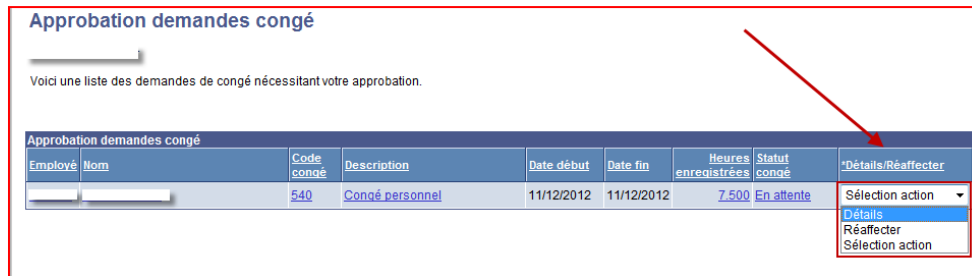 Approbation demandes congé
Voici une liste des demandes de congé nécessitant votre approbation.
Approbation demandes congé
Employé Nom Code congé Description Date début Date fin Heures enregistrées Statut congé *Détails/Réaffecter
540 Congé personnel 11/12/2012 11/12/2012 7.500 En attente Sélection action
Détails
Réaffecter
Sélection action